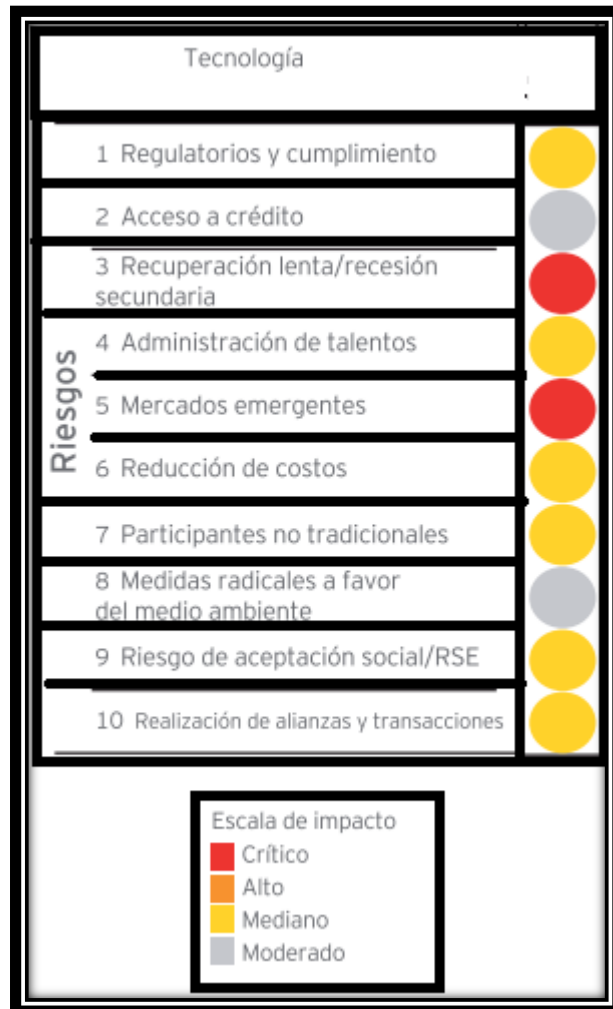 Tecnología
Riesgos
1 Regulatorios y cumplimiento
2 Acceso a crédito
3 Recuperación lenta/recesión
secundaria
4 Administración de talentos
5 Mercados emergentes
6 Reducción de costos
7 Participantes no tradicionales
8 Medidas radicales a favor
del medio ambiente
9 Riesgo de aceptación social/RSE
10 Realización de alianzas y transacciones
Escala de impacto
Crítico
Alto
Mediano
Moderado